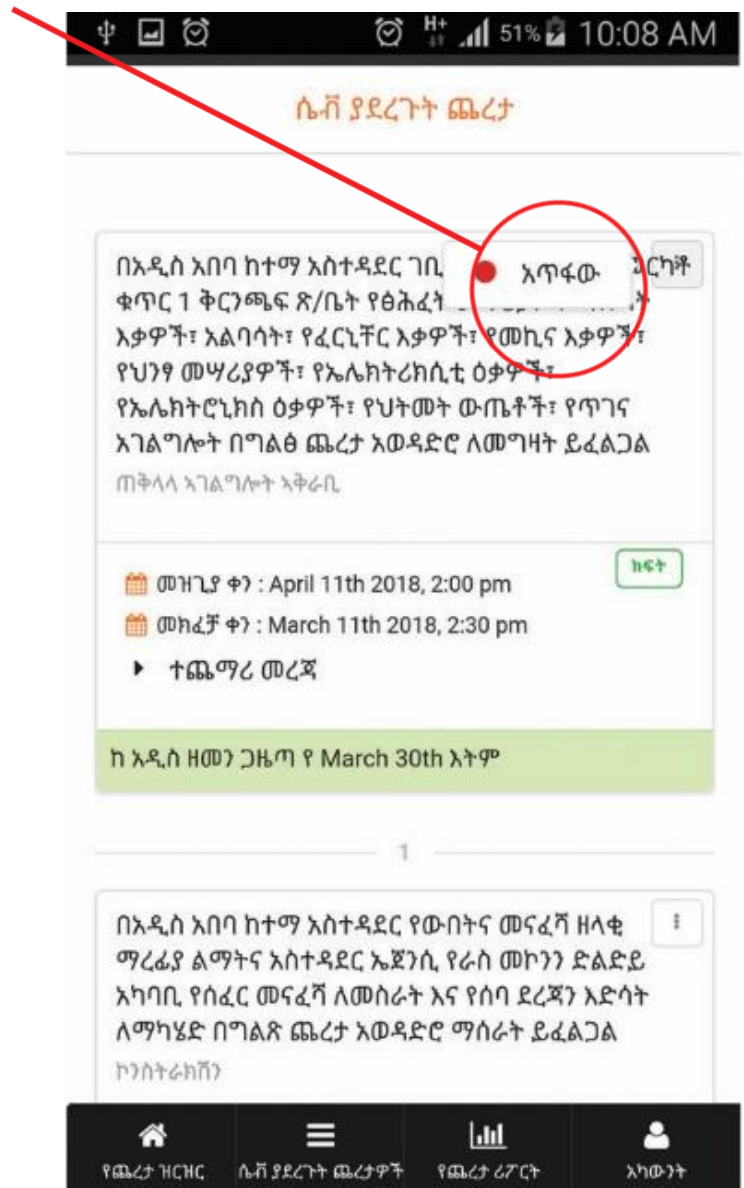 H+ 51% 10:08 AM
ሴቭ ያደረጉት ጨረታ
በአዲስ አበባ ከተማ አስተዳደር ገቢ
አጥፋው
ቁጥር 1 ቅርንጫፍ ጽ/ቤት የፅሕፈት
እቃዎች፣ አልባሳት፣ የፈርኒቸር እቃዎች፣ የመኪና እቃዎች፣
የህንፃ መሣሪያዎች፣ የኤሌክትሪክሲቲ ዕቃዎች፣
የኤሌክትሮኒክስ ዕቃዎች፣ የህትመት ውጤቶች፣ የጥገና
አገልግሎት በግልፅ ጨረታ አወዳድሮ ለመግዛት ይፈልጋል
ጠቅላላ ኣገልግሎት ኣቅራቢ
ክፍት
መዝጊያ ቀን : April 11th 2018, 2:00 pm
መክፈቻ ቀን : March 11th 2018, 2:30 pm
ተጨማሪ መረጃ
ከ አዲስ ዘመን ጋዜጣ የ March 30th እትም
1
በአዲስ አበባ ከተማ አስተዳደር የውበትና መናፈሻ ዘላቂ
ማረፊያ ልማትና አስተዳደር ኤጀንሲ የራስ መኮንን ድልድይ
አካባቢ የሰፈር መናፈሻ ለመስራት እና የሰባ ደረጃን እድሳት
ለማካሄድ በግልጽ ጨረታ አወዳድሮ ማሰራት ይፈልጋል
ኮንስትራክሽን
የጨረታ ዝርዝር ሴቭ ያደረጉት ጨረታዎች የጨረታ ሪፖርት አካውንት